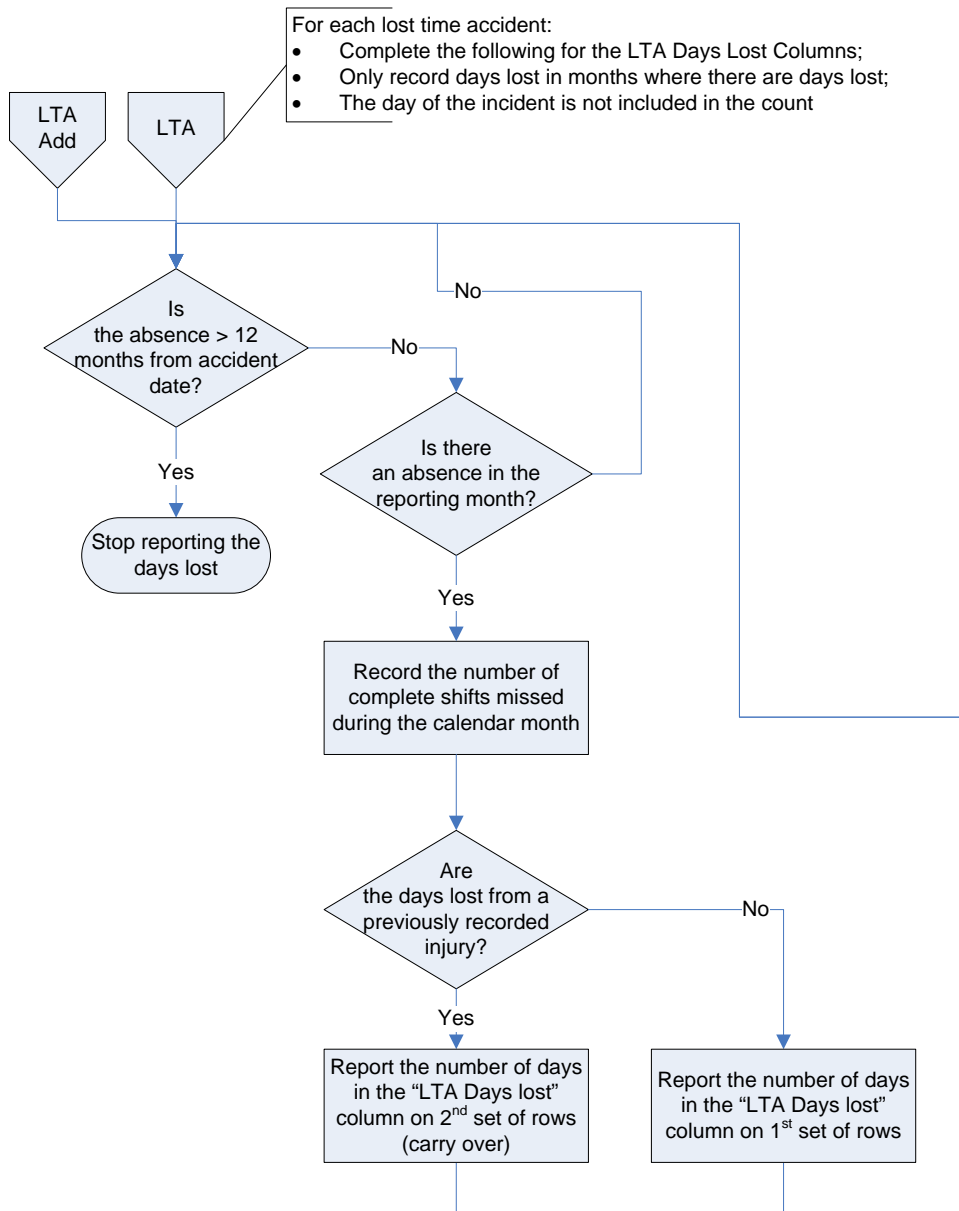 For each lost time accident:
• Complete the following for the LTA Days Lost Columns;
• Only record days lost in months where there are days lost;
• The day of the incident is not included in the count
LTA
Add
LTA
Is
the absence > 12
months from accident
date?
No
No
Yes
Is there
an absence in the
reporting month?
Stop reporting the
days lost
Yes
Record the number of
complete shifts missed
during the calendar month
Are
the days lost from a
previously recorded
injury?
No
Yes
Report the number of days
in the “LTA Days lost”
column on 2nd set of rows
(carry over)
Report the number of days
in the “LTA Days lost”
column on 1st set of rows